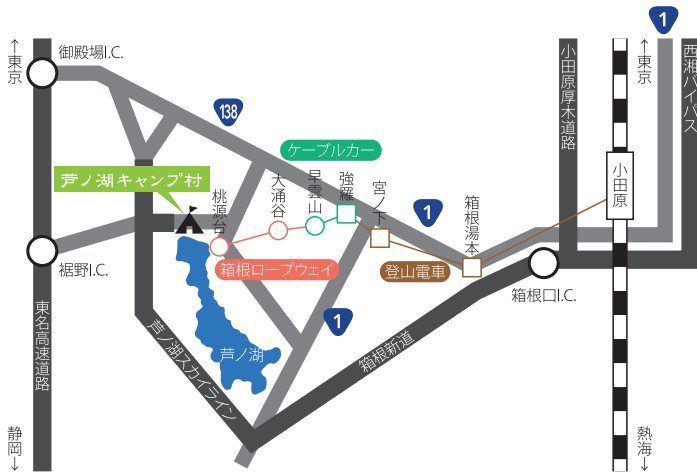 1
↑東京
御殿場I.C.
138
ケーブルカー
芦ノ湖キャンプ村
桃源台
大涌谷
早雲山
強羅
宮ノ下
1
箱根湯本
小田原厚木道路
↑東京
西湘バイパス
小田原
裾野I.C.
箱根ロープウェイ
登山電車
箱根口I.C.
東名高速道路
芦ノ湖
1
芦ノ湖スカイライン
箱根新道
静岡↓
熱海↓